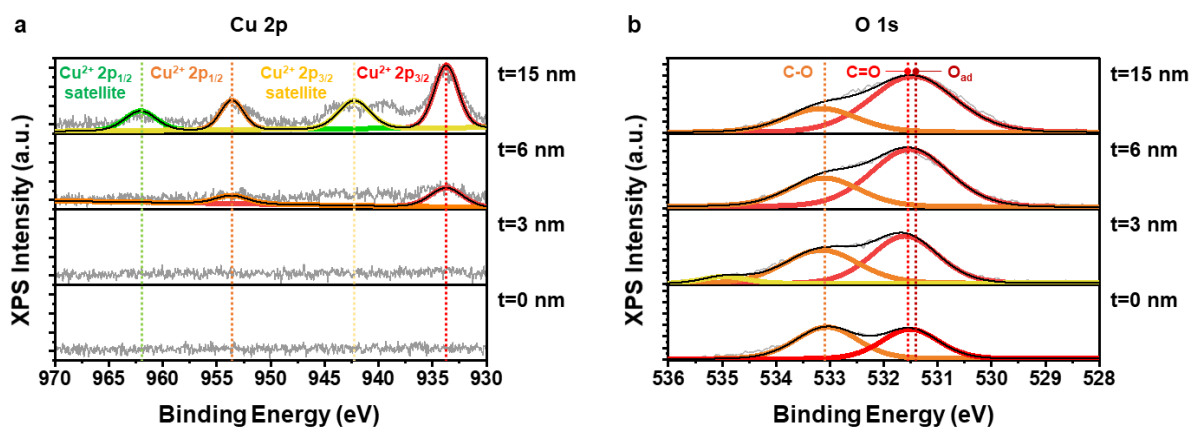 a
Cu 2p
XPS Intensity (a.u.)
Cu²⁺ 2p₁/₂ Cu²⁺ 2p₁/₂ Cu²⁺ 2p₃/₂ Cu²⁺ 2p₃/₂
satellite satellite
t=15 nm
t=6 nm
t=3 nm
t=0 nm
970 965 960 955 950 945 940 935 930
Binding Energy (eV)
b
O 1s
XPS Intensity (a.u.)
C-O C=O Oₐd
t=15 nm
t=6 nm
t=3 nm
t=0 nm
536 535 534 533 532 531 530 529 528
Binding Energy (eV)